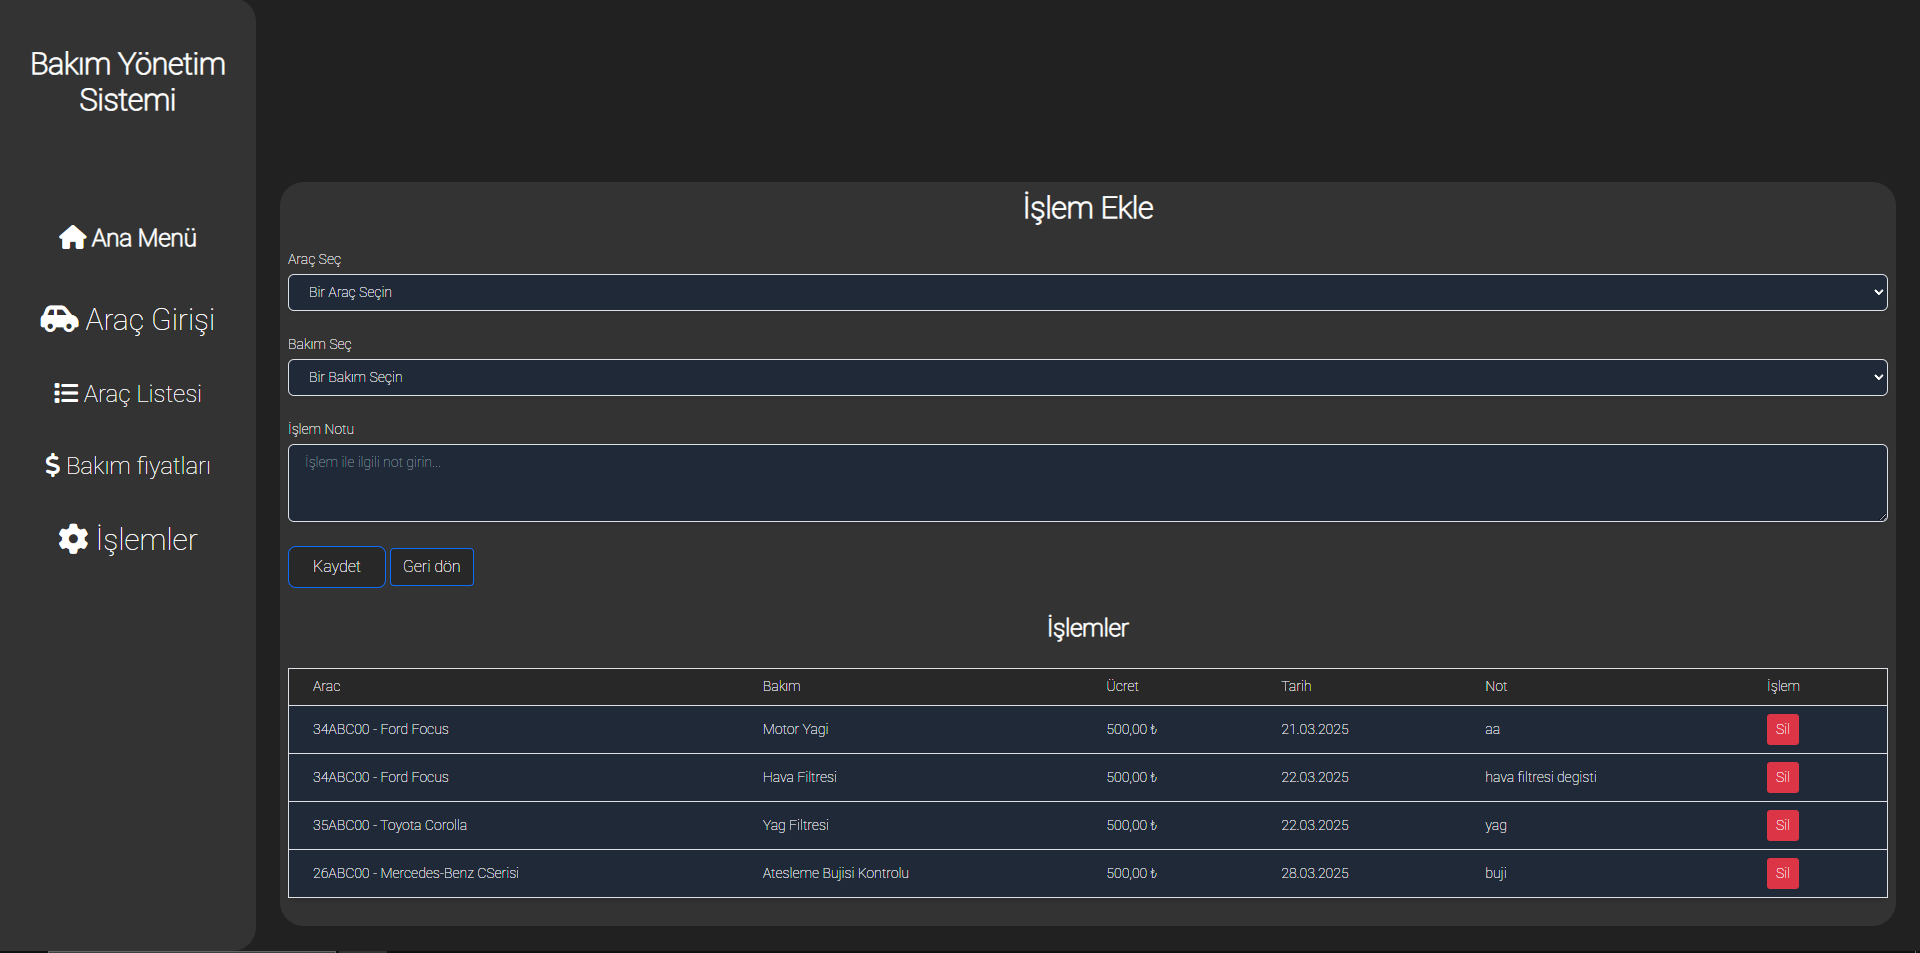 Bakım Yönetim
Sistemi
Ana Menü
Araç Girişi
Araç Listesi
Bakım fiyatları
İşlemler
İşlem Ekle
Araç Seç
Bir Araç Seçin
Bakım Seç
Bir Bakım Seçin
İşlem Notu
İşlem ile ilgili not girin...
Kaydet Geri dön
İşlemler
Arac Bakım Ücret Tarih Not İşlem
34ABC00 - Ford Focus Motor Yagi 500,00 ₺ 21.03.2025 aa Sil
34ABC00 - Ford Focus Hava Filtresi 500,00 ₺ 22.03.2025 hava filtresi degisti Sil
35ABC00 - Toyota Corolla Yag Filtresi 500,00 ₺ 22.03.2025 yag Sil
26ABC00 - Mercedes-Benz CSerisi Atesleme Bujisi Kontrolu 500,00 ₺ 28.03.2025 buji Sil